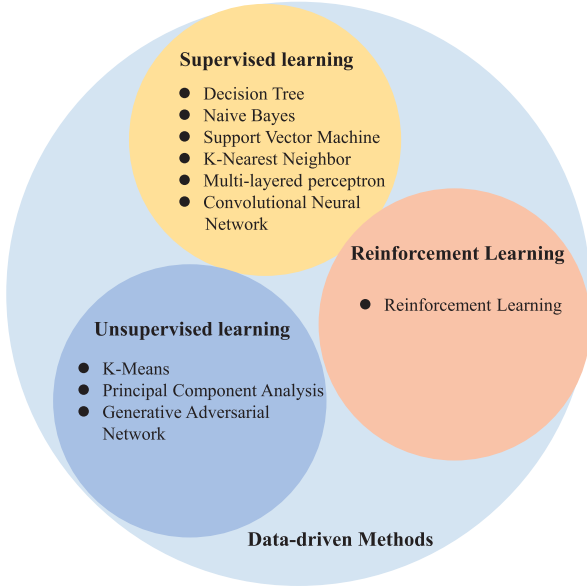 Supervised learning
● Decision Tree
● Naive Bayes
● Support Vector Machine
● K-Nearest Neighbor
● Multi-layered perceptron
● Convolutional Neural
Network
Reinforcement Learning
● Reinforcement Learning
Unsupervised learning
● K-Means
● Principal Component Analysis
● Generative Adversarial
Network
Data-driven Methods